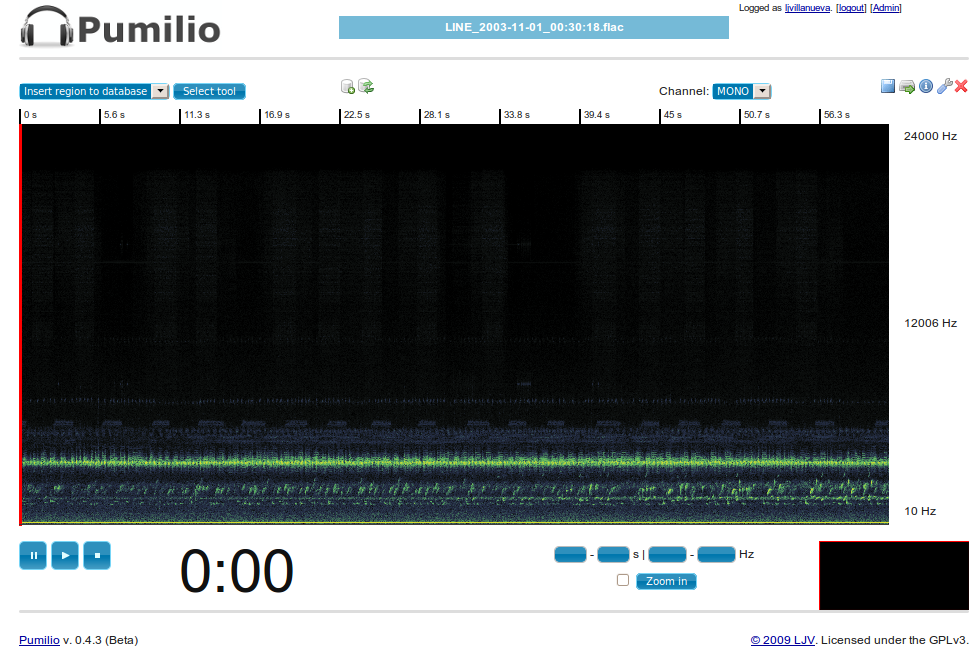 Logged as ljvillanueva. [logout] [Admin]
Pumilio
LINE_2003-11-01_00:30:18.flac
Insert region to database Select tool Channel: MONO
0 s 5.6 s 11.3 s 16.9 s 22.5 s 28.1 s 33.8 s 39.4 s 45 s 50.7 s 56.3 s
24000 Hz
12006 Hz
10 Hz
0:00
- s | - Hz
Zoom in
Pumilio v. 0.4.3 (Beta) © 2009 LJV. Licensed under the GPLv3.